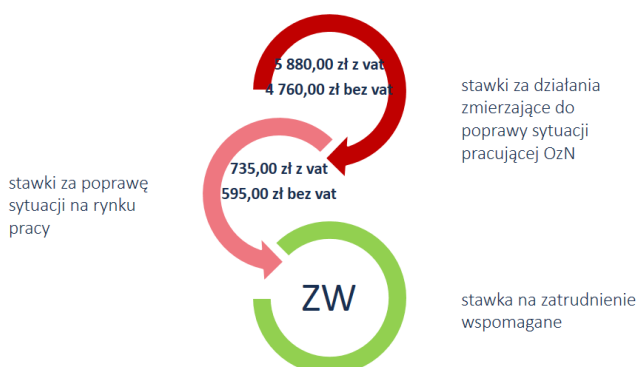 5 880,00 zł z vat
4 760,00 zł bez vat
stawki za działania
zmierzające do
poprawy sytuacji
pracującej OzN
735,00 zł z vat
595,00 zł bez vat
stawki za poprawę
sytuacji na rynku
pracy
ZW
stawka na zatrudnienie
wspomagane